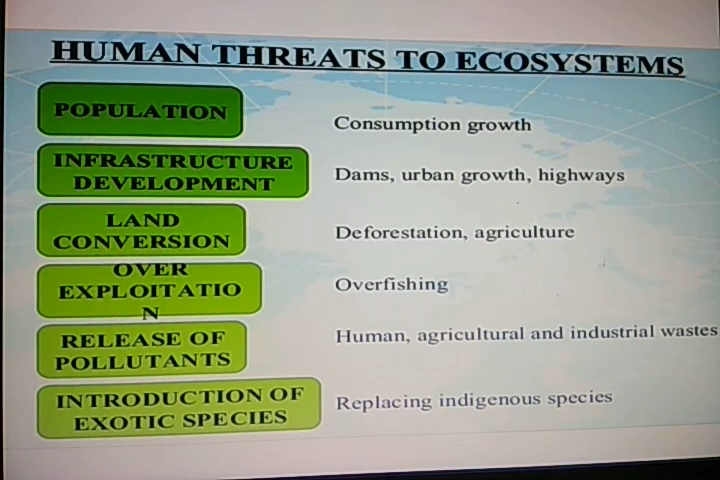 HUMAN THREATS TO ECOSYSTEMS
POPULATION
Consumption growth
INFRASTRUCTURE
DEVELOPMENT
Dams, urban growth, highways
LAND
CONVERSION
Deforestation, agriculture
OVER
EXPLOITATIO
N
Overfishing
RELEASE OF
POLLUTANTS
Human, agricultural and industrial wastes
INTRODUCTION OF
EXOTIC SPECIES
Replacing indigenous species